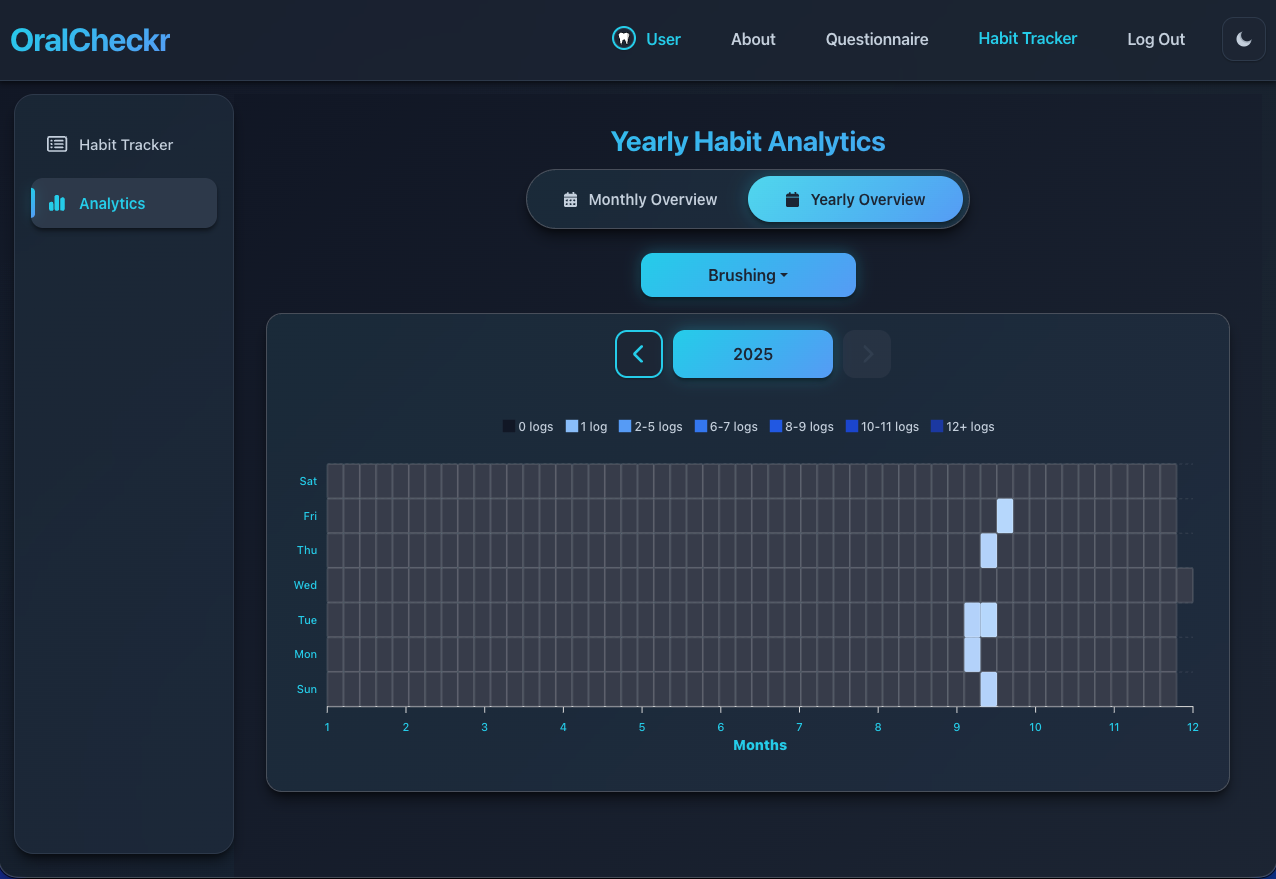 OralCheckr
User
About
Questionnaire
Habit Tracker
Log Out
Habit Tracker
Analytics
Yearly Habit Analytics
Monthly Overview
Yearly Overview
Brushing
2025
0 logs 1 log 2-5 logs 6-7 logs 8-9 logs 10-11 logs 12+ logs
Sat
Fri
Thu
Wed
Tue
Mon
Sun
1 2 3 4 5 6 7 8 9 10 11 12
Months